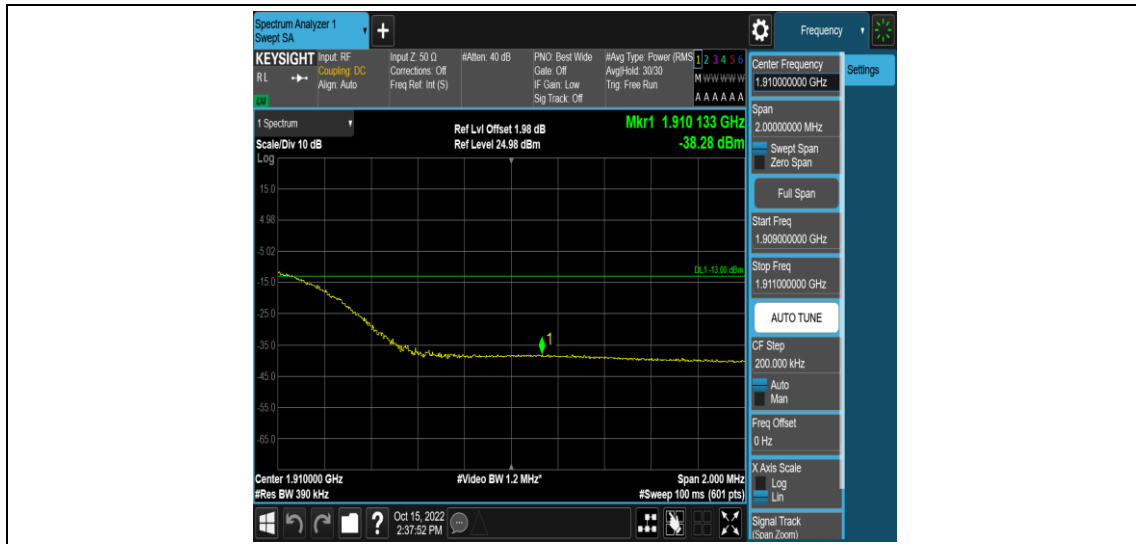 Spectrum Analyzer 1
Swept SA
+
Frequency
KEYSIGHT
RL
LXI
Input: RF
Coupling: DC
Align: Auto
Input Z: 50 Ω
Corrections: Off
Freq Ref: Int (S)
#Atten: 40 dB
PNO: Best Wide
Gate: Off
IF Gain: Low
Sig Track: Off
#Avg Type: Power (RMS
Avg|Hold: 30/30
Trig: Free Run
1 2 3 4 5 6
M W W W W W
A A A A A A
1 Spectrum
Scale/Div 10 dB
Log
Ref Lvl Offset 1.98 dB
Ref Level 24.98 dBm
Mkr1 1.910 133 GHz
-38.28 dBm
15.0
4.98
-5.02
DL1 -13.00 dBm
-15.0
-25.0
-35.0
1
-45.0
-55.0
-65.0
Center 1.910000 GHz
#Video BW 1.2 MHz*
Span 2.000 MHz
#Res BW 390 kHz
#Sweep 100 ms (601 pts)
Center Frequency
1.910000000 GHz
Settings
Span
2.00000000 MHz
Swept Span
Zero Span
Full Span
Start Freq
1.909000000 GHz
Stop Freq
1.911000000 GHz
AUTO TUNE
CF Step
200.000 kHz
Auto
Man
Freq Offset
0 Hz
X Axis Scale
Log
Lin
Signal Track
(Span Zoom)
?
Oct 15, 2022
2:37:52 PM